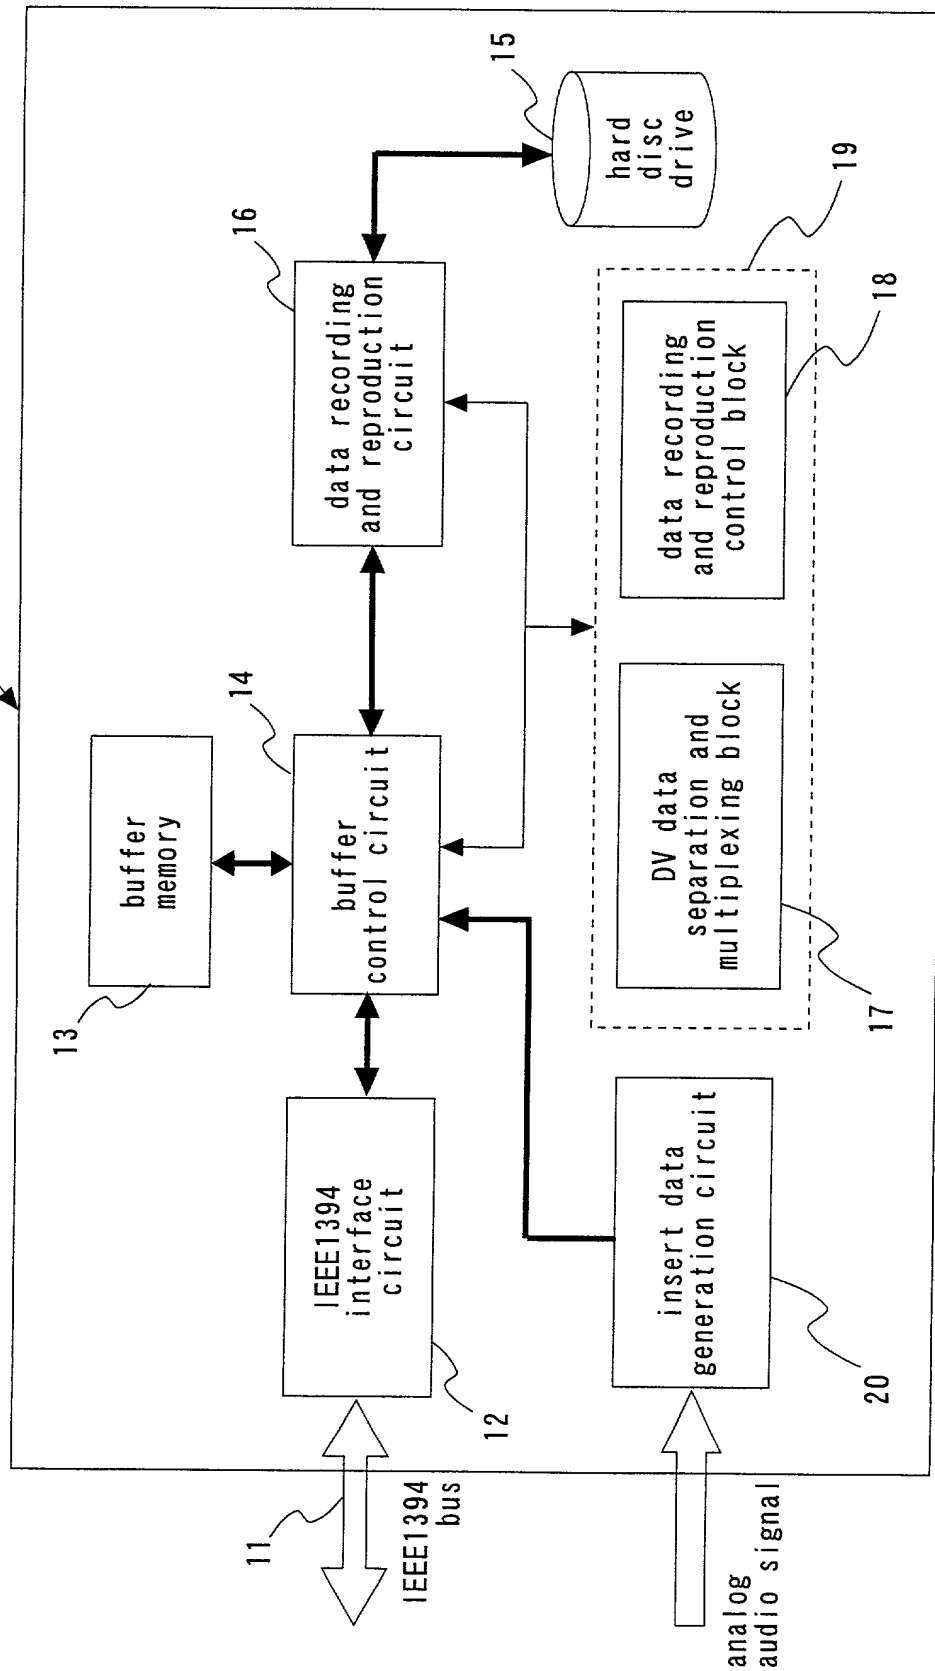 13
buffer
memory
14
16
15
11
IEEE1394
bus
12
IEEE1394
interface
circuit
buffer
control circuit
data recording
and reproduction
circuit
hard
disc
drive
analog
audio signal
20
insert data
generation circuit
17
DV data
separation and
multiplexing block
data recording
and reproduction
control block
18
19